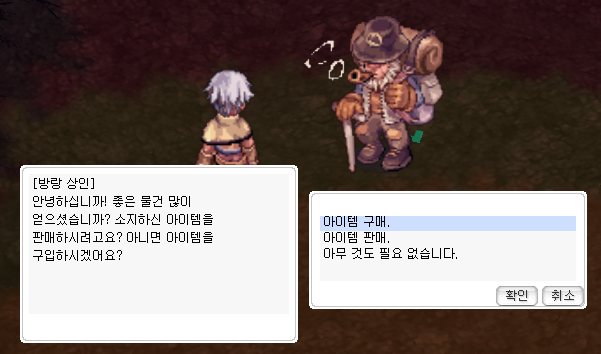 [방랑 상인]
안녕하십니까! 좋은 물건 많이
얻으셨습니까? 소지하신 아이템을
판매하시려고요? 아니면 아이템을
구입하시겠어요?
아이템 구매.
아이템 판매.
아무 것도 필요 없습니다.
확인 취소